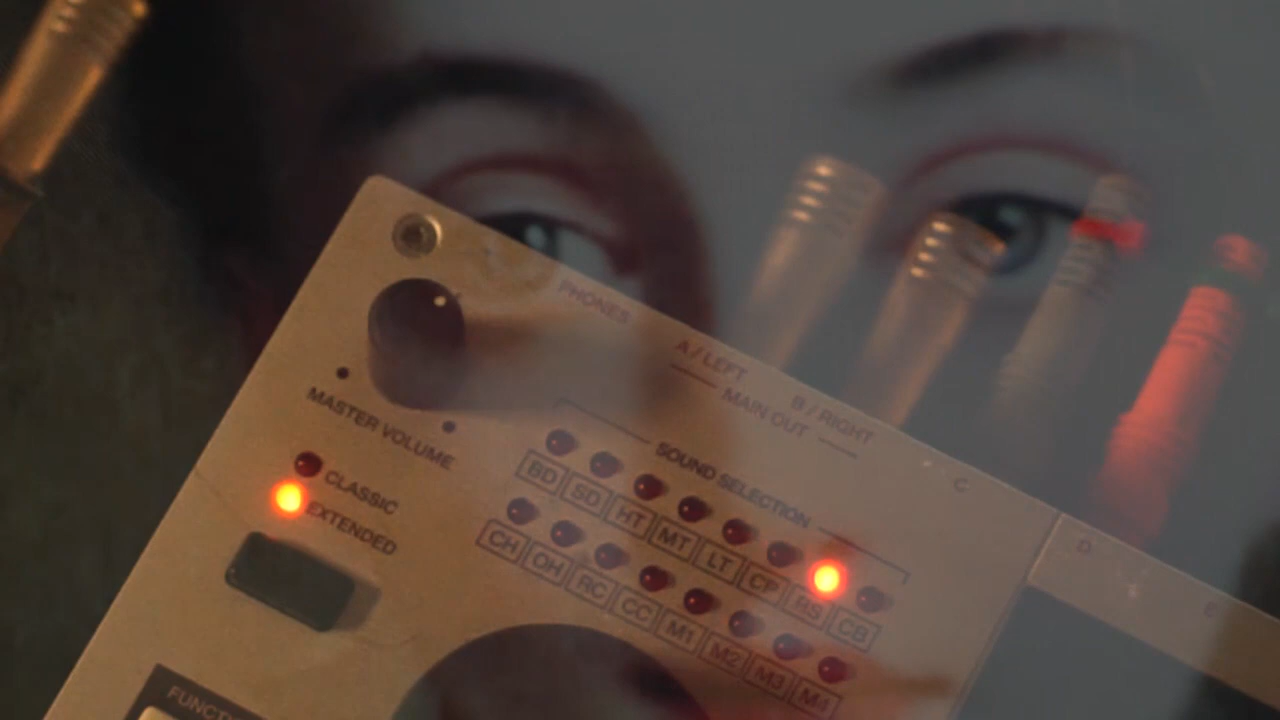 PHONES
A / LEFT
MAIN OUT
B / RIGHT
C
D
E
MASTER VOLUME
SOUND SELECTION
CLASSIC
EXTENDED
BD SD HT MT LT CP RS CB
CH OH RC CC M1 M2 M3 M4